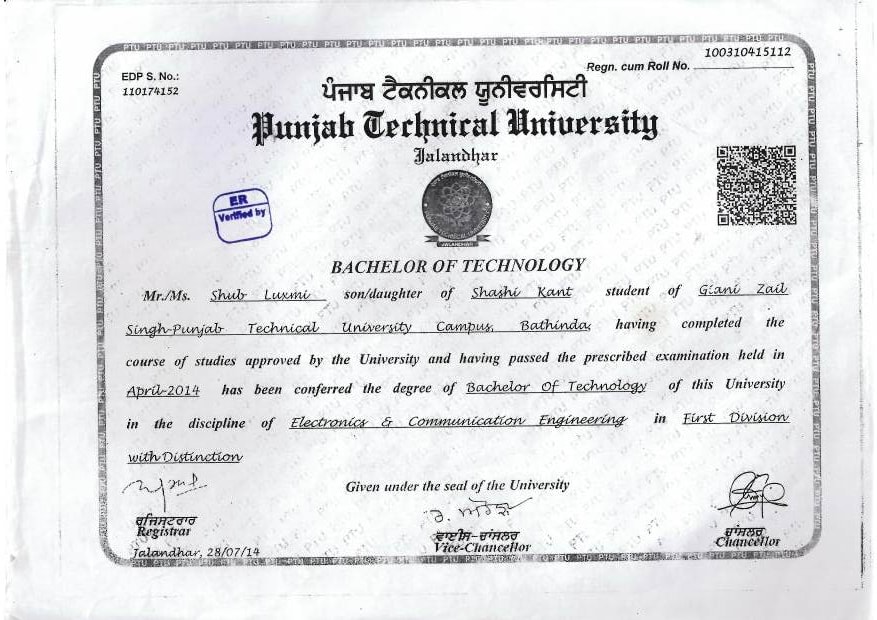 100310415112
EDP S. No.:
Regn. cum Roll No.
110174152
ਪੰਜਾਬ ਟੈਕਨੀਕਲ ਯੂਨੀਵਰਸਿਟੀ
Punjab Technical University
Jalandhar
ER
Verified by
JALANDHAR
BACHELOR OF TECHNOLOGY
Mr./Ms. Shub Luxmi son/daughter of Shashi Kant student of Giani Zail
Singh-Punjab Technical University Campus, Bathinda, having completed the
course of studies approved by the University and having passed the prescribed examination held in
April-2014 has been conferred the degree of Bachelor Of Technology of this University
in the discipline of Electronics & Communication Engineering in First Division
with Distinction
Given under the seal of the University
ਰਜਿਸਟਰਾਰ
Registrar
ਵਾਈਸ-ਚਾਂਸਲਰ
Vice-Chancellor
ਚਾਂਸਲਰ
Chancellor
Jalandhar, 28/07/14